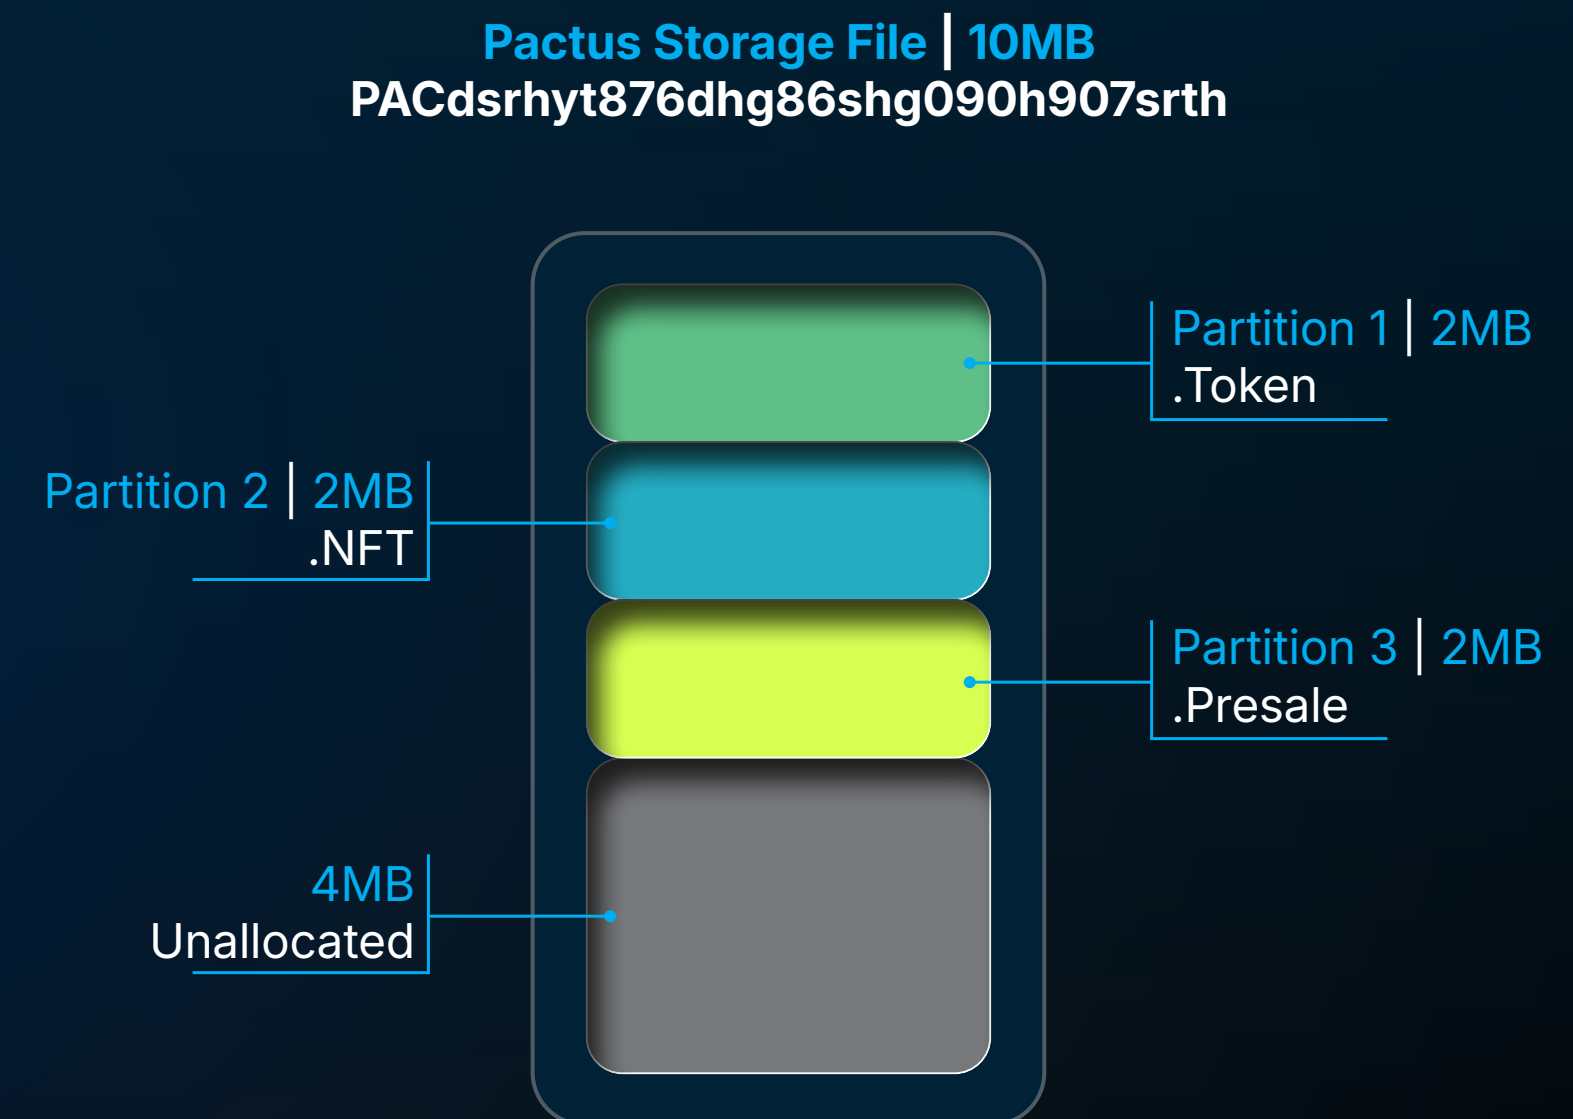 Pactus Storage File | 10MB
PACdsrhyt876dhg86shg090h907srth
Partition 1 | 2MB
.Token
Partition 2 | 2MB
.NFT
Partition 3 | 2MB
.Presale
4MB
Unallocated